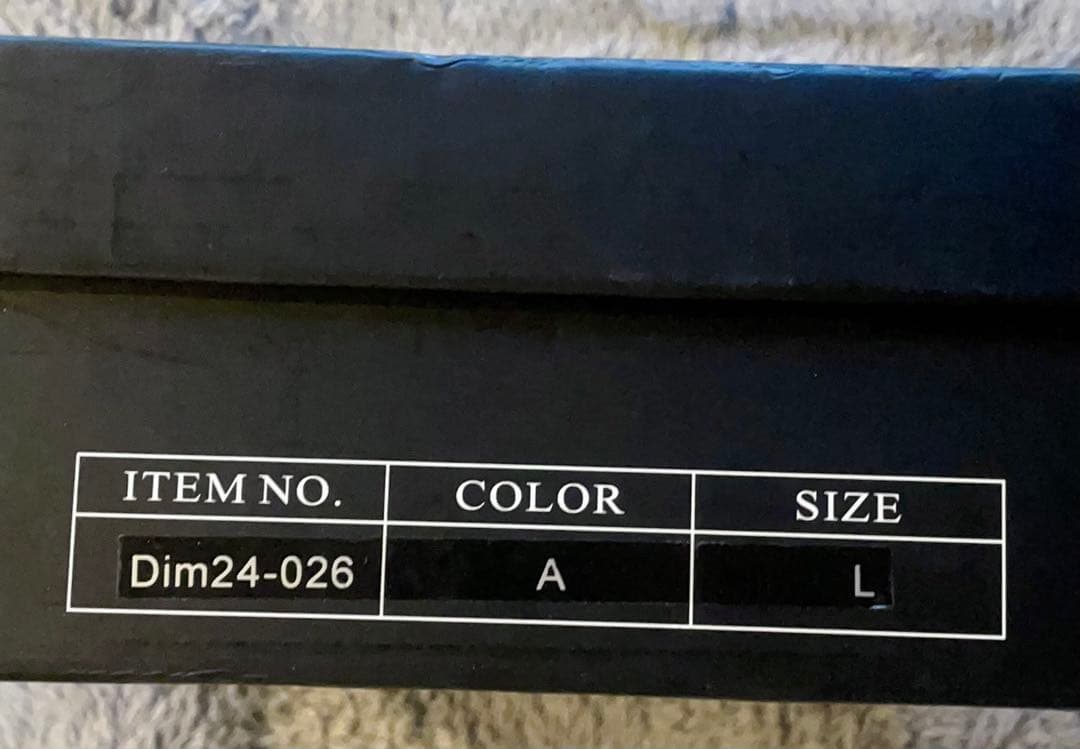 ITEM NO. COLOR SIZE
Dim24-026 A L